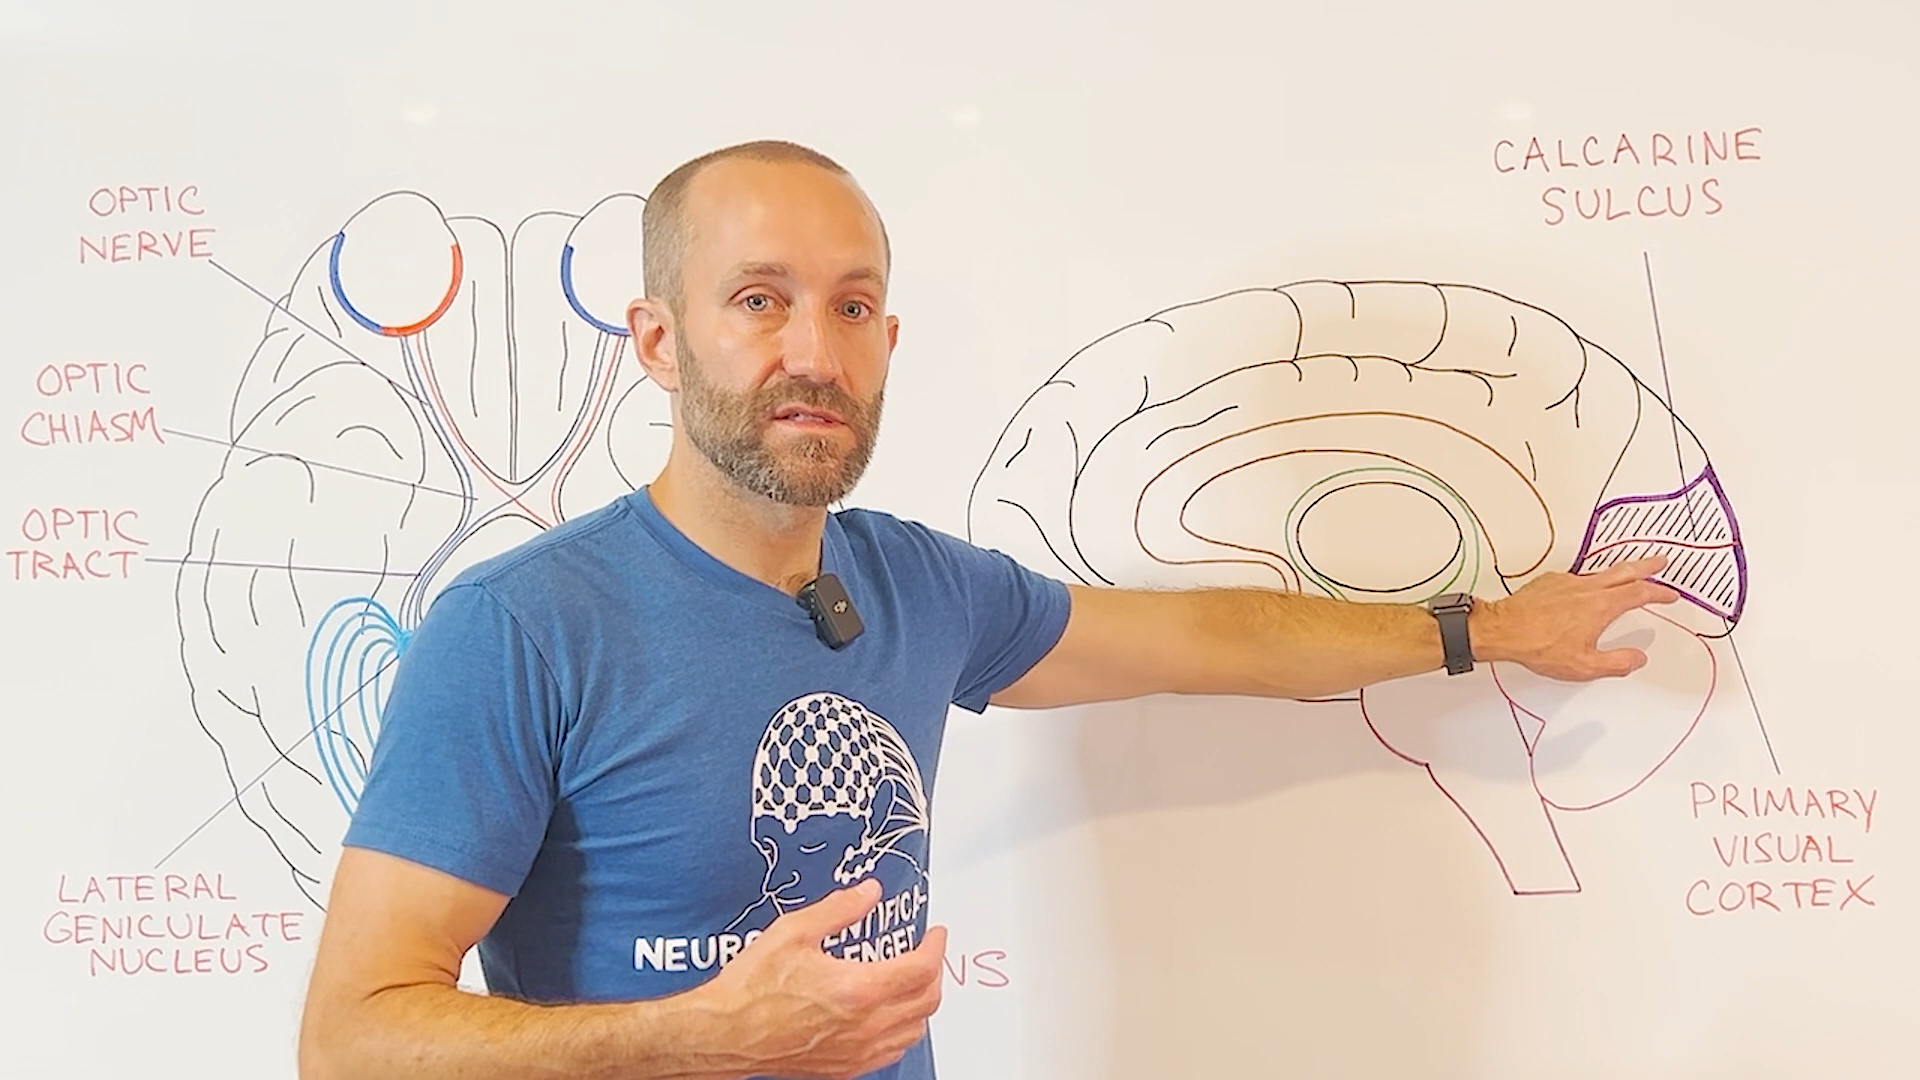 OPTIC
NERVE
OPTIC
CHIASM
OPTIC
TRACT
LATERAL
GENICULATE
NUCLEUS
CALCARINE
SULCUS
PRIMARY
VISUAL
CORTEX